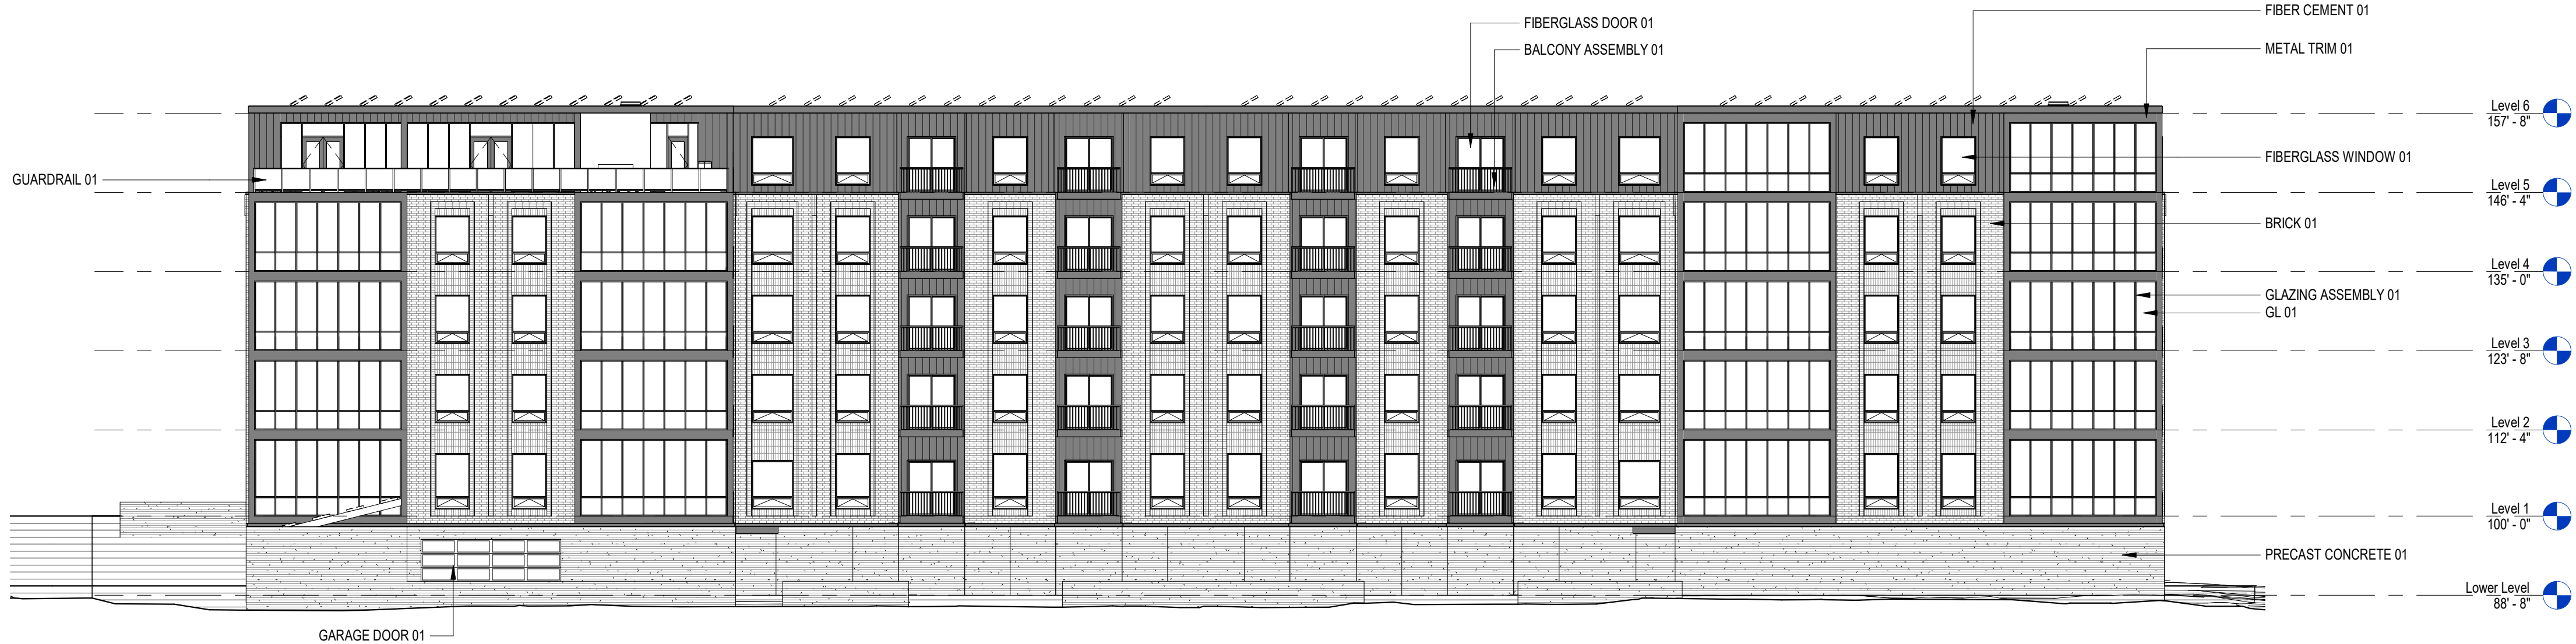 FIBERGLASS DOOR 01
BALCONY ASSEMBLY 01
FIBER CEMENT 01
METAL TRIM 01
Level 6
157' - 8"
FIBERGLASS WINDOW 01
GUARDRAIL 01
Level 5
146' - 4"
BRICK 01
Level 4
135' - 0"
GLAZING ASSEMBLY 01
GL 01
Level 3
123' - 8"
Level 2
112' - 4"
Level 1
100' - 0"
PRECAST CONCRETE 01
Lower Level
88' - 8"
GARAGE DOOR 01